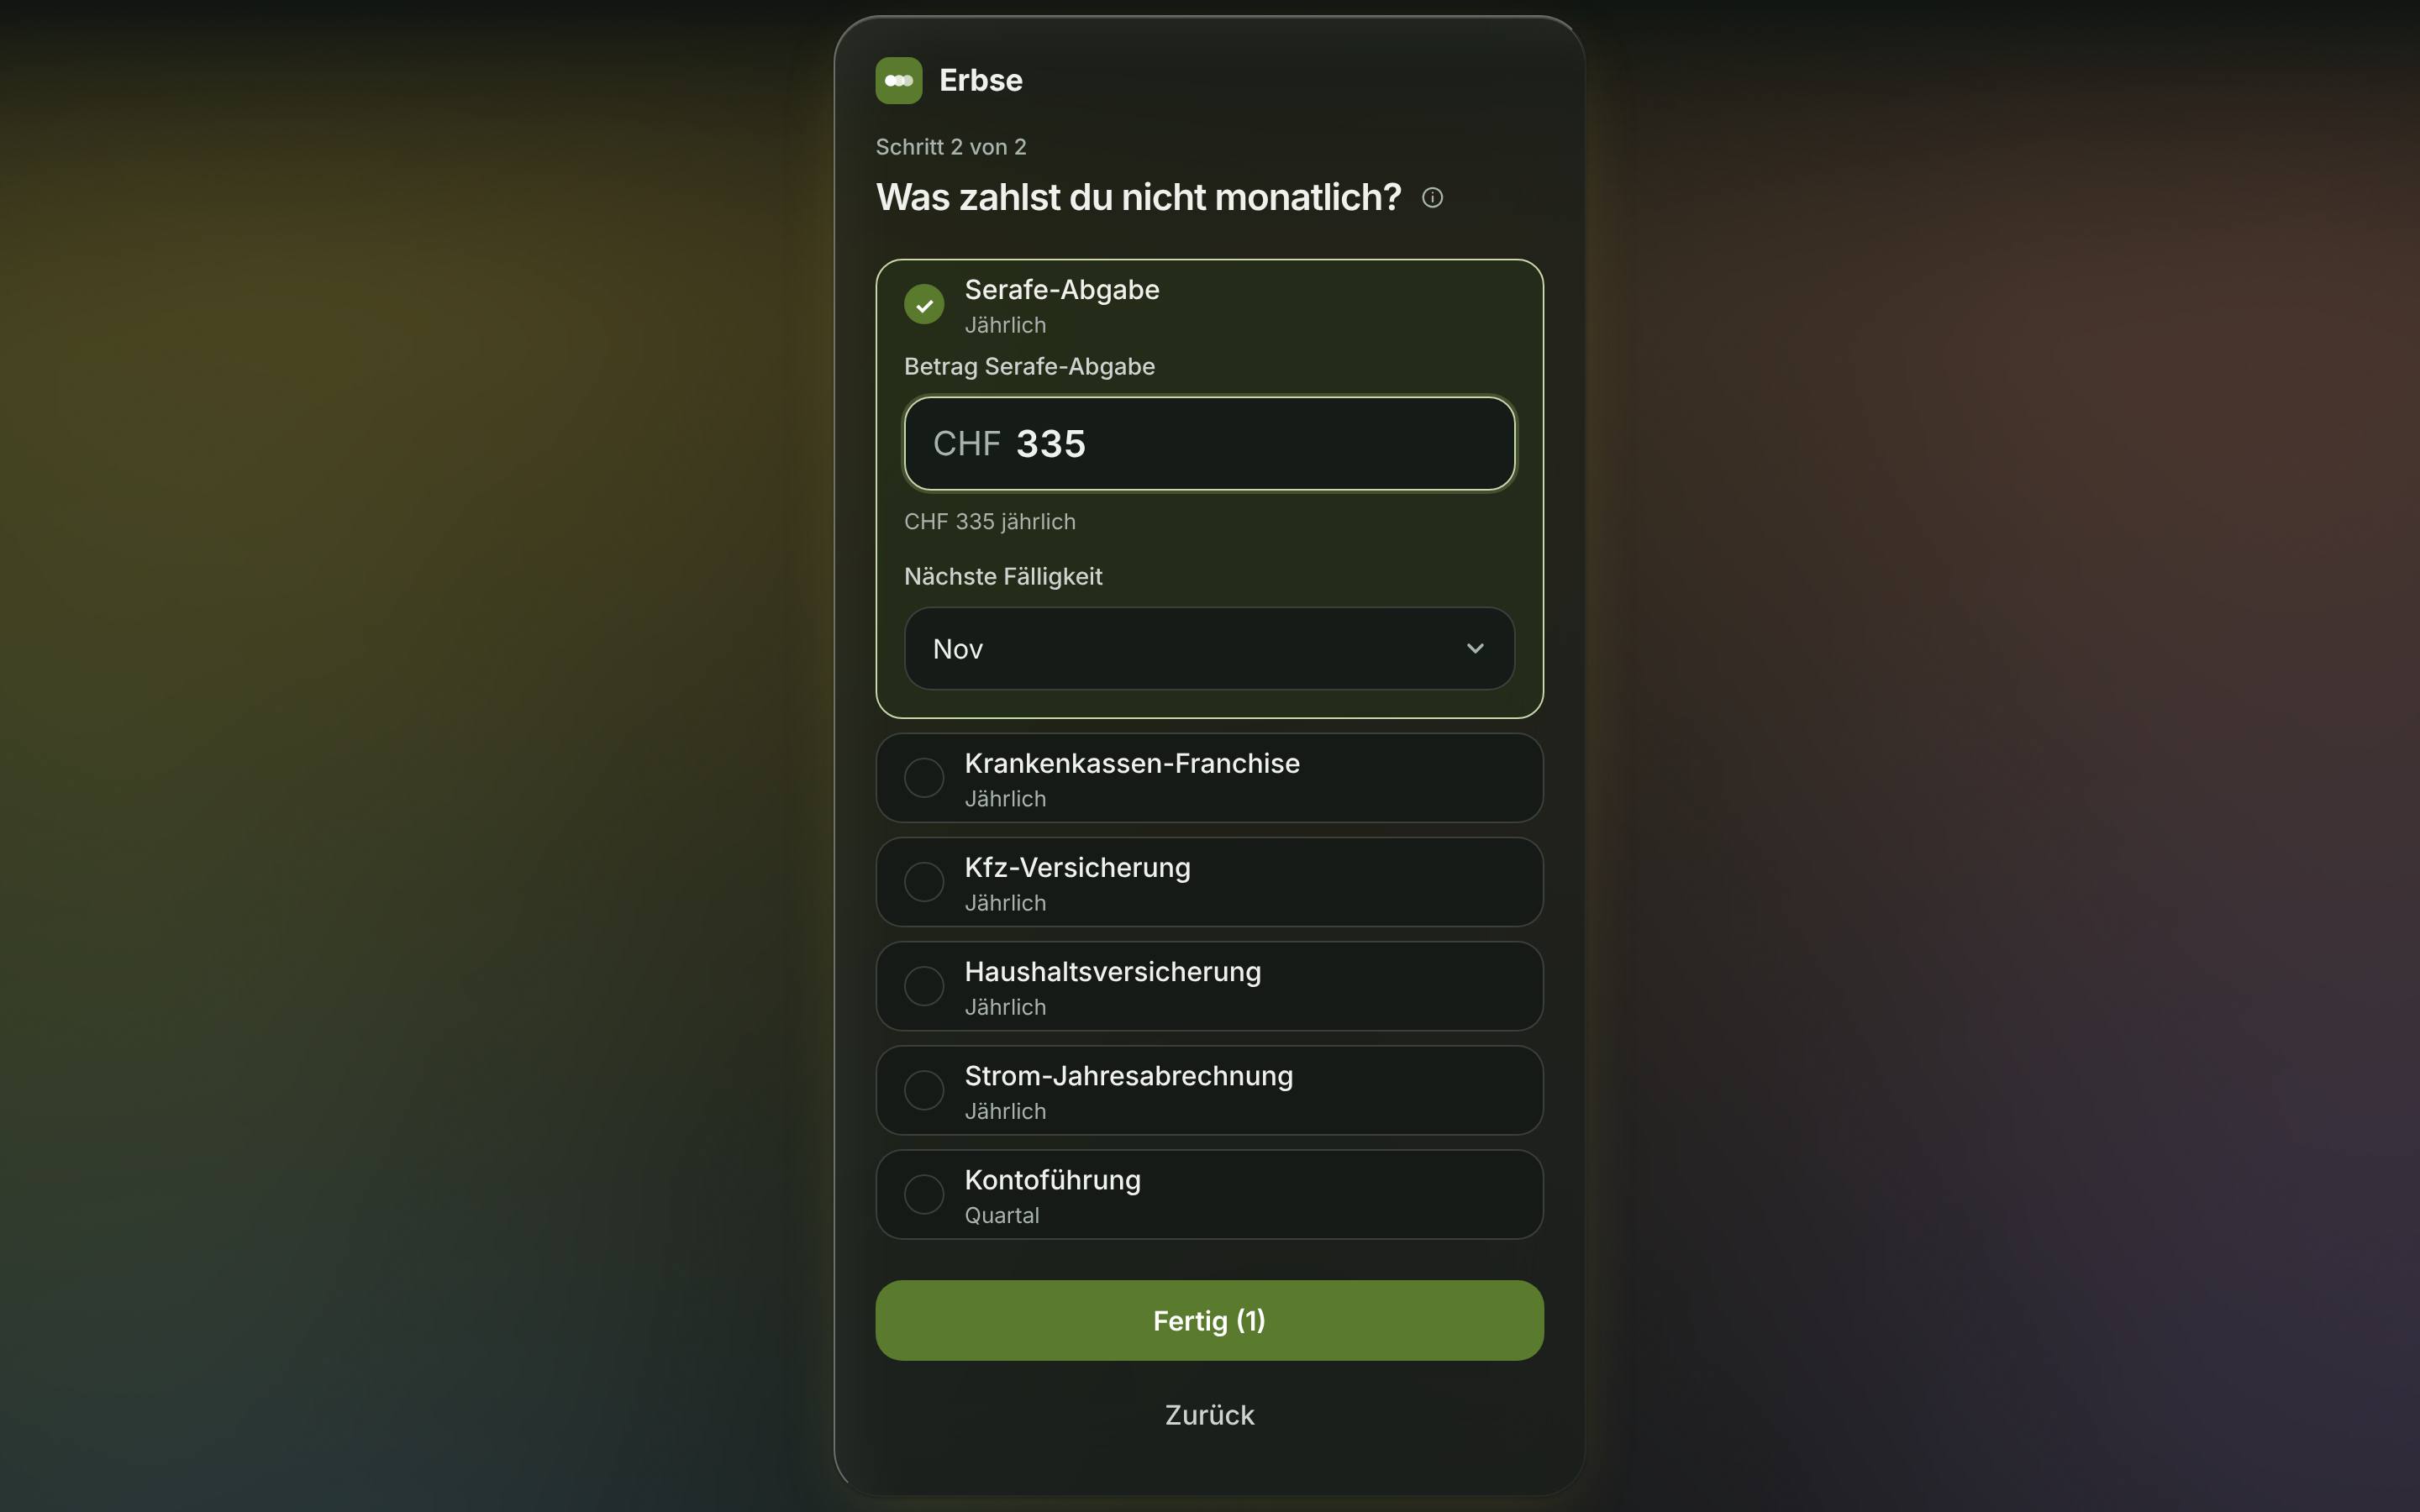 Erbse
Schritt 2 von 2
Was zahlst du nicht monatlich?
Serafe-Abgabe
Jährlich
Betrag Serafe-Abgabe
CHF 335
CHF 335 jährlich
Nächste Fälligkeit
Nov
Krankenkassen-Franchise
Jährlich
Kfz-Versicherung
Jährlich
Haushaltsversicherung
Jährlich
Strom-Jahresabrechnung
Jährlich
Kontoführung
Quartal
Fertig (1)
Zurück